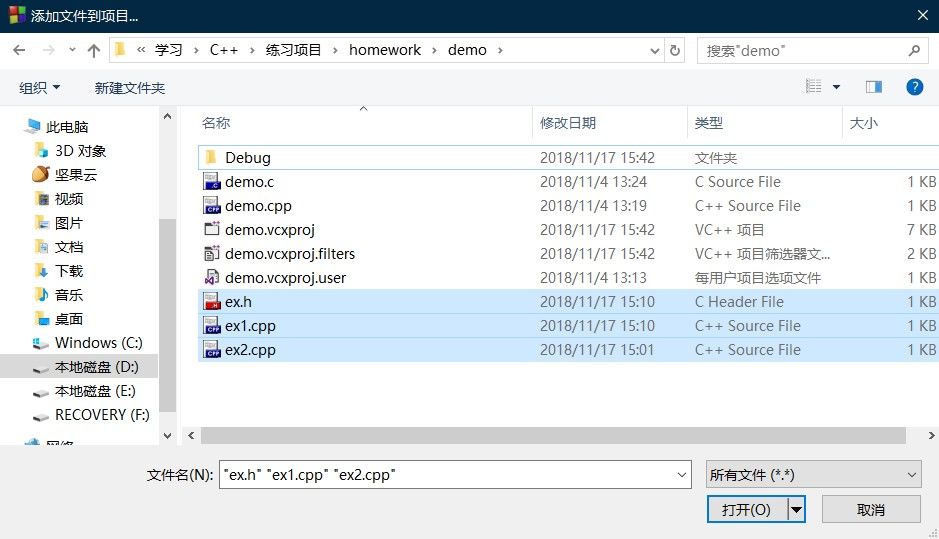 添加文件到项目...
« 学习 › C++ › 练习项目 › homework › demo ›
搜索"demo"
组织 新建文件夹
名称 修改日期 类型 大小
此电脑
3D 对象
坚果云
视频
图片
文档
下载
音乐
桌面
Windows (C:)
本地磁盘 (D:)
本地磁盘 (E:)
RECOVERY (F:)
网络
Debug 2018/11/17 15:42 文件夹
demo.c 2018/11/4 13:24 C Source File 1 KB
demo.cpp 2018/11/4 13:19 C++ Source File 1 KB
demo.vcxproj 2018/11/17 15:42 VC++ 项目 7 KB
demo.vcxproj.filters 2018/11/17 15:42 VC++ 项目筛选器文... 2 KB
demo.vcxproj.user 2018/11/4 13:13 每用户项目选项文件 1 KB
ex.h 2018/11/17 15:10 C Header File 1 KB
ex1.cpp 2018/11/17 15:10 C++ Source File 1 KB
ex2.cpp 2018/11/17 15:01 C++ Source File 1 KB
文件名(N): "ex.h" "ex1.cpp" "ex2.cpp" 所有文件 (*.*)
打开(O) 取消